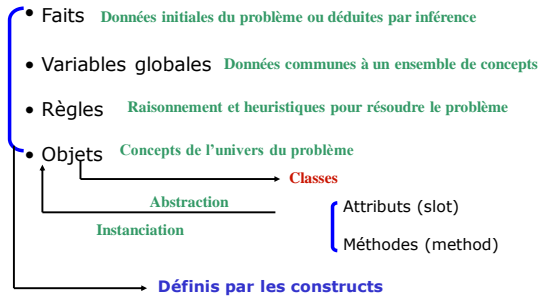 • Faits Données initiales du problème ou déduites par inférence
• Variables globales Données communes à un ensemble de concepts
• Règles Raisonnement et heuristiques pour résoudre le problème
• Objets Concepts de l'univers du problème
Classes
Abstraction
Attributs (slot)
Instanciation
Méthodes (method)
Définis par les constructs